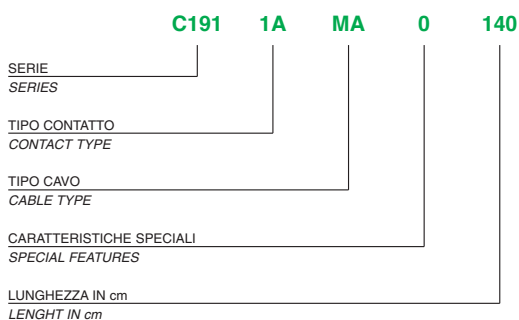 C191 1A MA 0 140
SERIE
SERIES
TIPO CONTATTO
CONTACT TYPE
TIPO CAVO
CABLE TYPE
CARATTERISTICHE SPECIALI
SPECIAL FEATURES
LUNGHEZZA IN cm
LENGHT IN cm